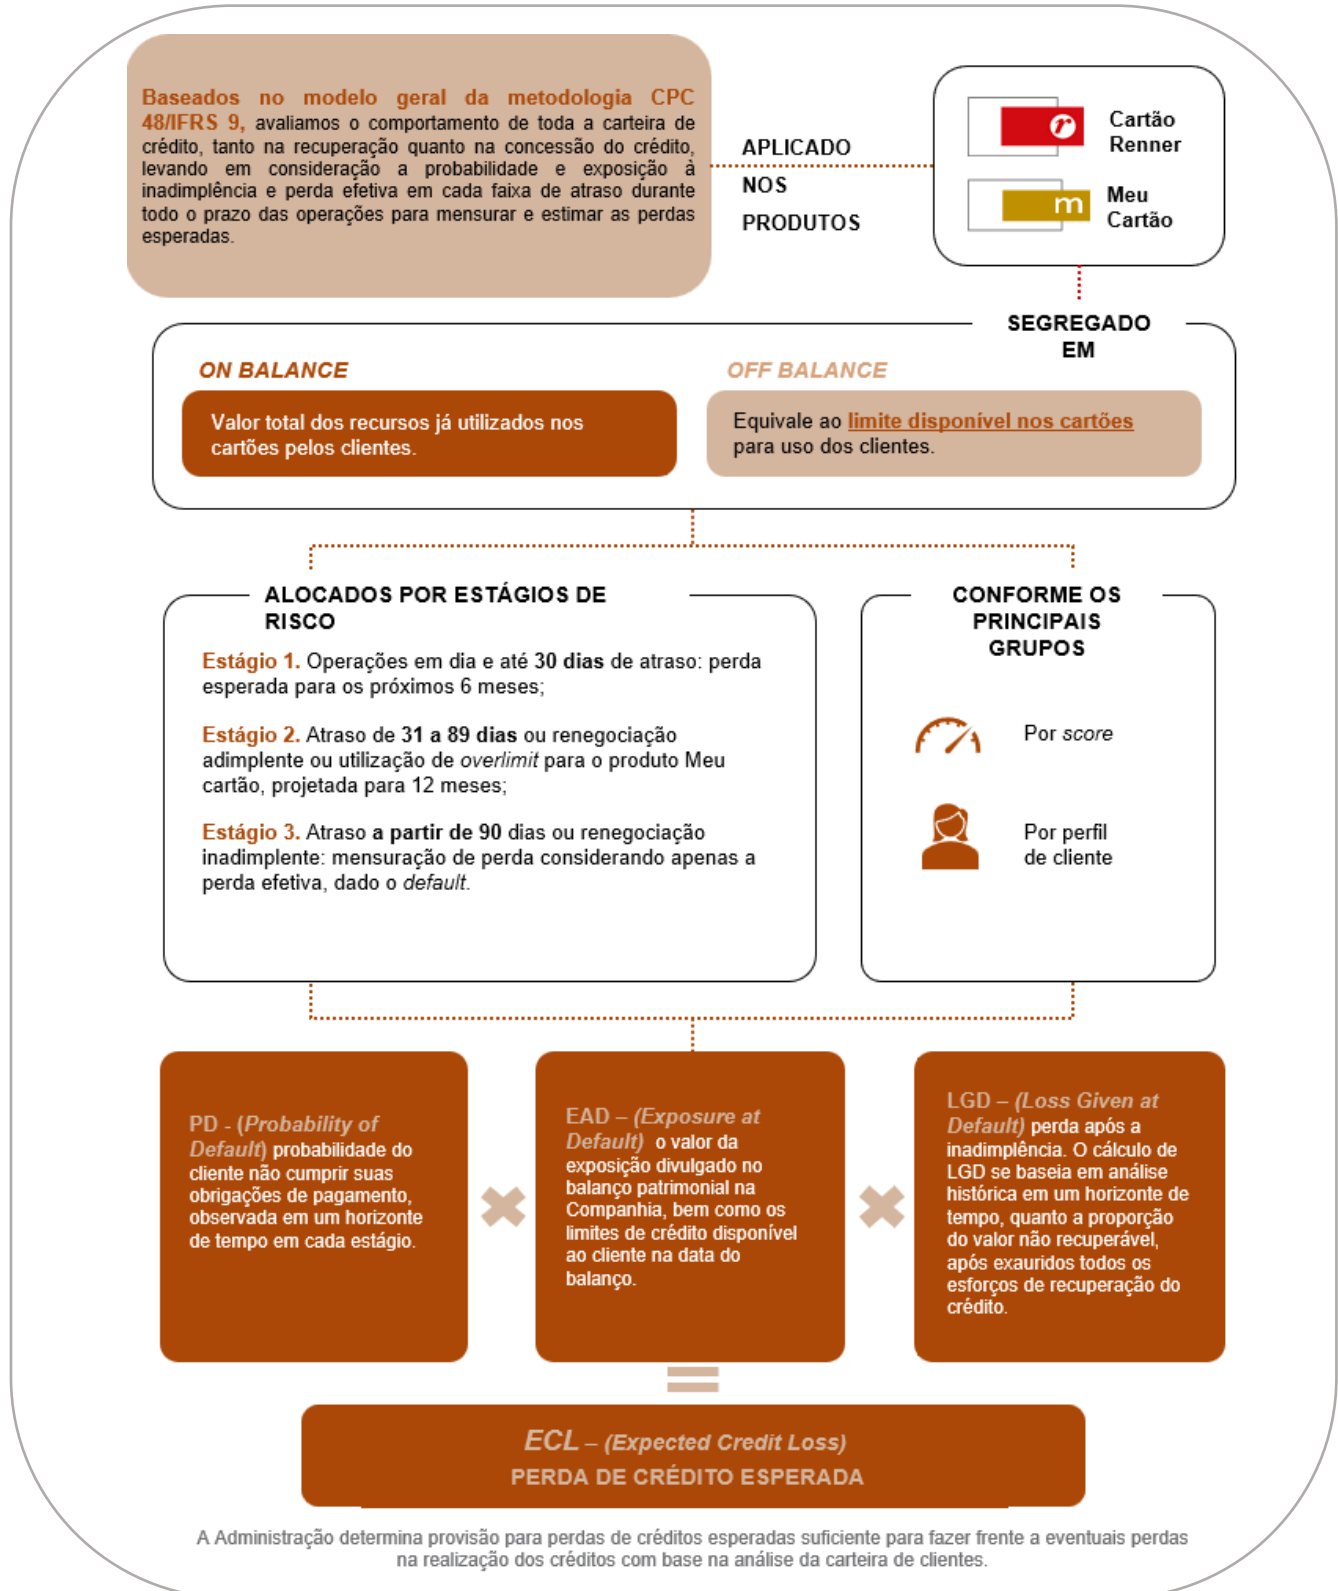 Baseados no modelo geral da metodologia CPC
48/IFRS 9, avaliamos o comportamento de toda a carteira de
crédito, tanto na recuperação quanto na concessão do crédito,
levando em consideração a probabilidade e exposição à
inadimplência e perda efetiva em cada faixa de atraso durante
todo o prazo das operações para mensurar e estimar as perdas
esperadas.
APLICADO
NOS
PRODUTOS
r
Cartão
Renner
m
Meu
Cartão
SEGREGADO
EM
ON BALANCE
Valor total dos recursos já utilizados nos
cartões pelos clientes.
OFF BALANCE
Equivale ao limite disponível nos cartões
para uso dos clientes.
ALOCADOS POR ESTÁGIOS DE
RISCO
Estágio 1. Operações em dia e até 30 dias de atraso: perda
esperada para os próximos 6 meses;
Estágio 2. Atraso de 31 a 89 dias ou renegociação
adimplente ou utilização de overlimit para o produto Meu
cartão, projetada para 12 meses;
Estágio 3. Atraso a partir de 90 dias ou renegociação
inadimplente: mensuração de perda considerando apenas a
perda efetiva, dado o default.
CONFORME OS
PRINCIPAIS
GRUPOS
Por score
Por perfil
de cliente
PD - (Probability of
Default) probabilidade do
cliente não cumprir suas
obrigações de pagamento,
observada em um horizonte
de tempo em cada estágio.
EAD – (Exposure at
Default) o valor da
exposição divulgado no
balanço patrimonial na
Companhia, bem como os
limites de crédito disponível
ao cliente na data do
balanço.
LGD – (Loss Given at
Default) perda após a
inadimplência. O cálculo de
LGD se baseia em análise
histórica em um horizonte de
tempo, quanto a proporção
do valor não recuperável,
após exauridos todos os
esforços de recuperação do
crédito.
ECL – (Expected Credit Loss)
PERDA DE CRÉDITO ESPERADA
A Administração determina provisão para perdas de créditos esperadas suficiente para fazer frente a eventuais perdas
na realização dos créditos com base na análise da carteira de clientes.